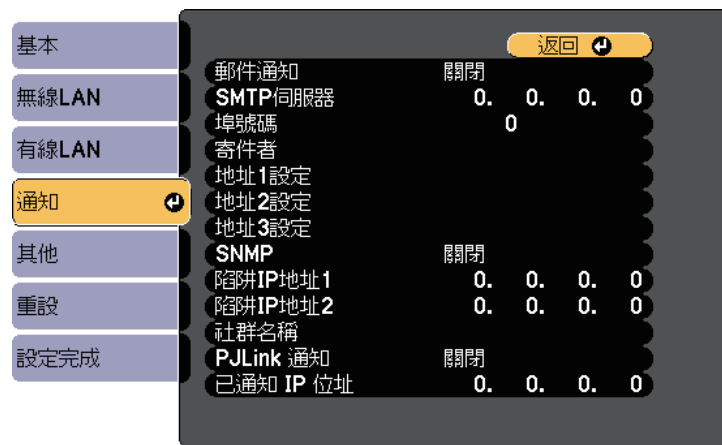 基本
無線LAN
有線LAN
通知
其他
重設
設定完成
返回
郵件通知 關閉
SMTP伺服器 0. 0. 0. 0
埠號碼 0
寄件者
地址1設定
地址2設定
地址3設定
SNMP 關閉
陷阱IP地址1 0. 0. 0. 0
陷阱IP地址2 0. 0. 0. 0
社群名稱
PJLink 通知 關閉
已通知 IP 位址 0. 0. 0. 0